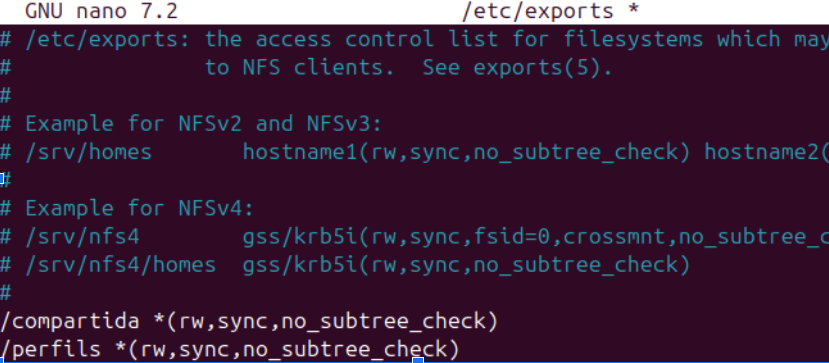 GNU nano 7.2 /etc/exports *
# /etc/exports: the access control list for filesystems which may
# to NFS clients. See exports(5).
#
# Example for NFSv2 and NFSv3:
# /srv/homes hostname1(rw,sync,no_subtree_check) hostname2(
#
# Example for NFSv4:
# /srv/nfs4 gss/krb5i(rw,sync,fsid=0,crossmnt,no_subtree_c
# /srv/nfs4/homes gss/krb5i(rw,sync,no_subtree_check)
#
/compartida *(rw,sync,no_subtree_check)
/perfils *(rw,sync,no_subtree_check)